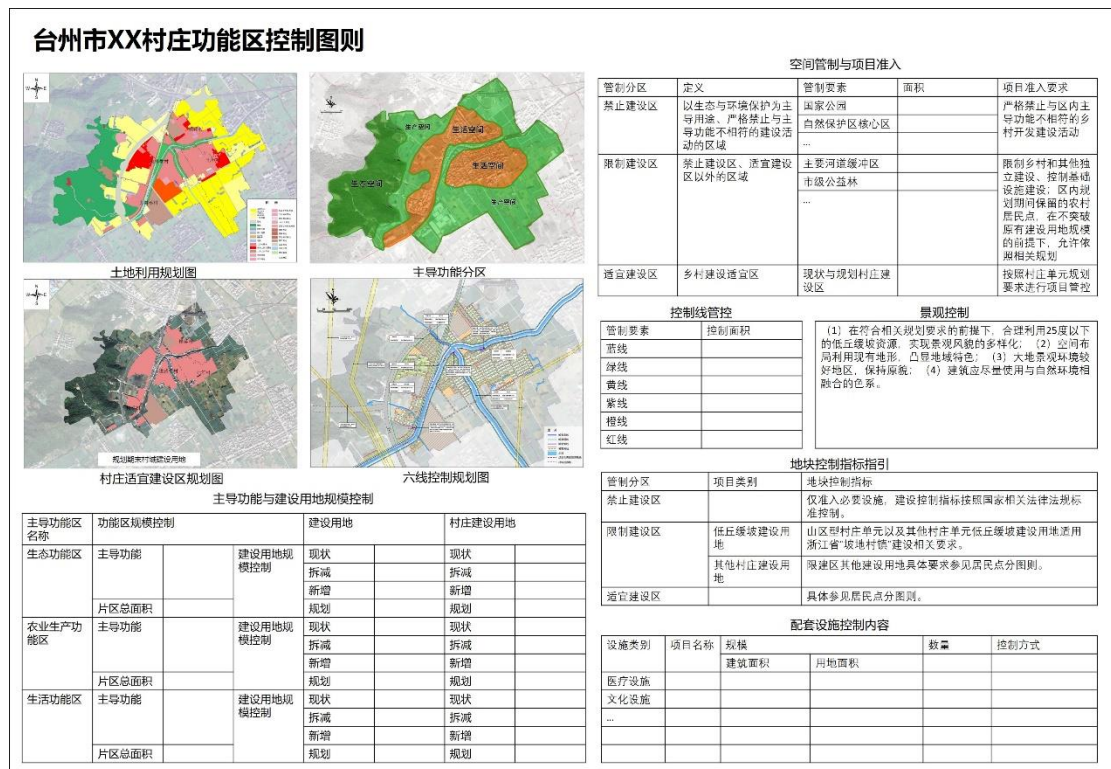 台州市XX村庄功能区控制图则
生产空间
生活空间
生活空间
生态空间
生产空间
生产空间
土地利用规划图
主导功能分区
规划期末村域建设用地
村庄适宜建设区规划图
六线控制规划图
主导功能与建设用地规模控制
主导功能区名称 功能区规模控制 建设用地 村庄建设用地
生态功能区 主导功能 建设用地规模控制 现状 现状
拆减 拆减
新增 新增
片区总面积 规划 规划
农业生产功能区 主导功能 建设用地规模控制 现状 现状
拆减 拆减
新增 新增
片区总面积 规划 规划
生活功能区 主导功能 建设用地规模控制 现状 现状
拆减 拆减
新增 新增
片区总面积 规划 规划
空间管制与项目准入
管制分区 定义 管制要素 面积 项目准入要求
禁止建设区 以生态与环境保护为主导用途、严格禁止与主导功能不相符的建设活动的区域 国家公园 严格禁止与区内主导功能不相符的乡村开发建设活动
自然保护区核心区
...
限制建设区 禁止建设区、适宜建设区以外的区域 主要河道缓冲区 限制乡村和其他独立建设、控制基础设施建设；区内规划期间保留的农村居民点，在不突破原有建设用地规模的前提下，允许依照相关规划
市级公益林
...
适宜建设区 乡村建设适宜区 现状与规划村庄建设区 按照村庄单元规划要求进行项目管控
控制线管控
管制要素 控制面积
蓝线
绿线
黄线
紫线
橙线
红线
景观控制
（1）在符合相关规划要求的前提下，合理利用25度以下
的低丘缓坡资源，实现景观风貌的多样化；（2）空间布
局利用现有地形，凸显地域特色；（3）大地景观环境较
好地区，保持原貌；（4）建筑应尽量使用与自然环境相
融合的色系。
地块控制指标指引
管制分区 项目类别 地块控制指标
禁止建设区 仅准入必要设施，建设控制指标按照国家相关法律法规标准控制。
限制建设区 低丘缓坡建设用地 山区型村庄单元以及其他村庄单元低丘缓坡建设用地适用浙江省"坡地村镇"建设相关要求。
其他村庄建设用地 限建区其他建设用地具体要求参见居民点分图则。
适宜建设区 具体参见居民点分图则。
配套设施控制内容
设施类别 项目名称 规模 数量 控制方式
建筑面积 用地面积
医疗设施
文化设施
...